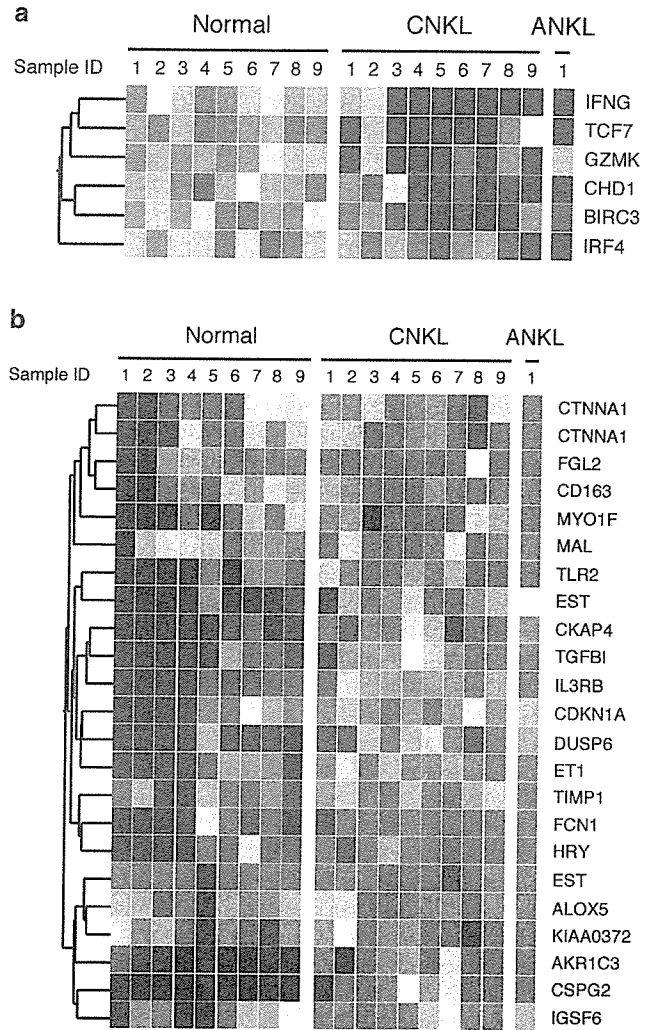 a
Normal CNKL ANKL
Sample ID 1 2 3 4 5 6 7 8 9 1 2 3 4 5 6 7 8 9 1
IFNG
TCF7
GZMK
CHD1
BIRC3
IRF4
b
Normal CNKL ANKL
Sample ID 1 2 3 4 5 6 7 8 9 1 2 3 4 5 6 7 8 9 1
CTNNA1
CTNNA1
FGL2
CD163
MYO1F
MAL
TLR2
EST
CKAP4
TGFBI
IL3RB
CDKN1A
DUSP6
ET1
TIMP1
FCN1
HRY
EST
ALOX5
KIAA0372
AKR1C3
CSPG2
IGSF6